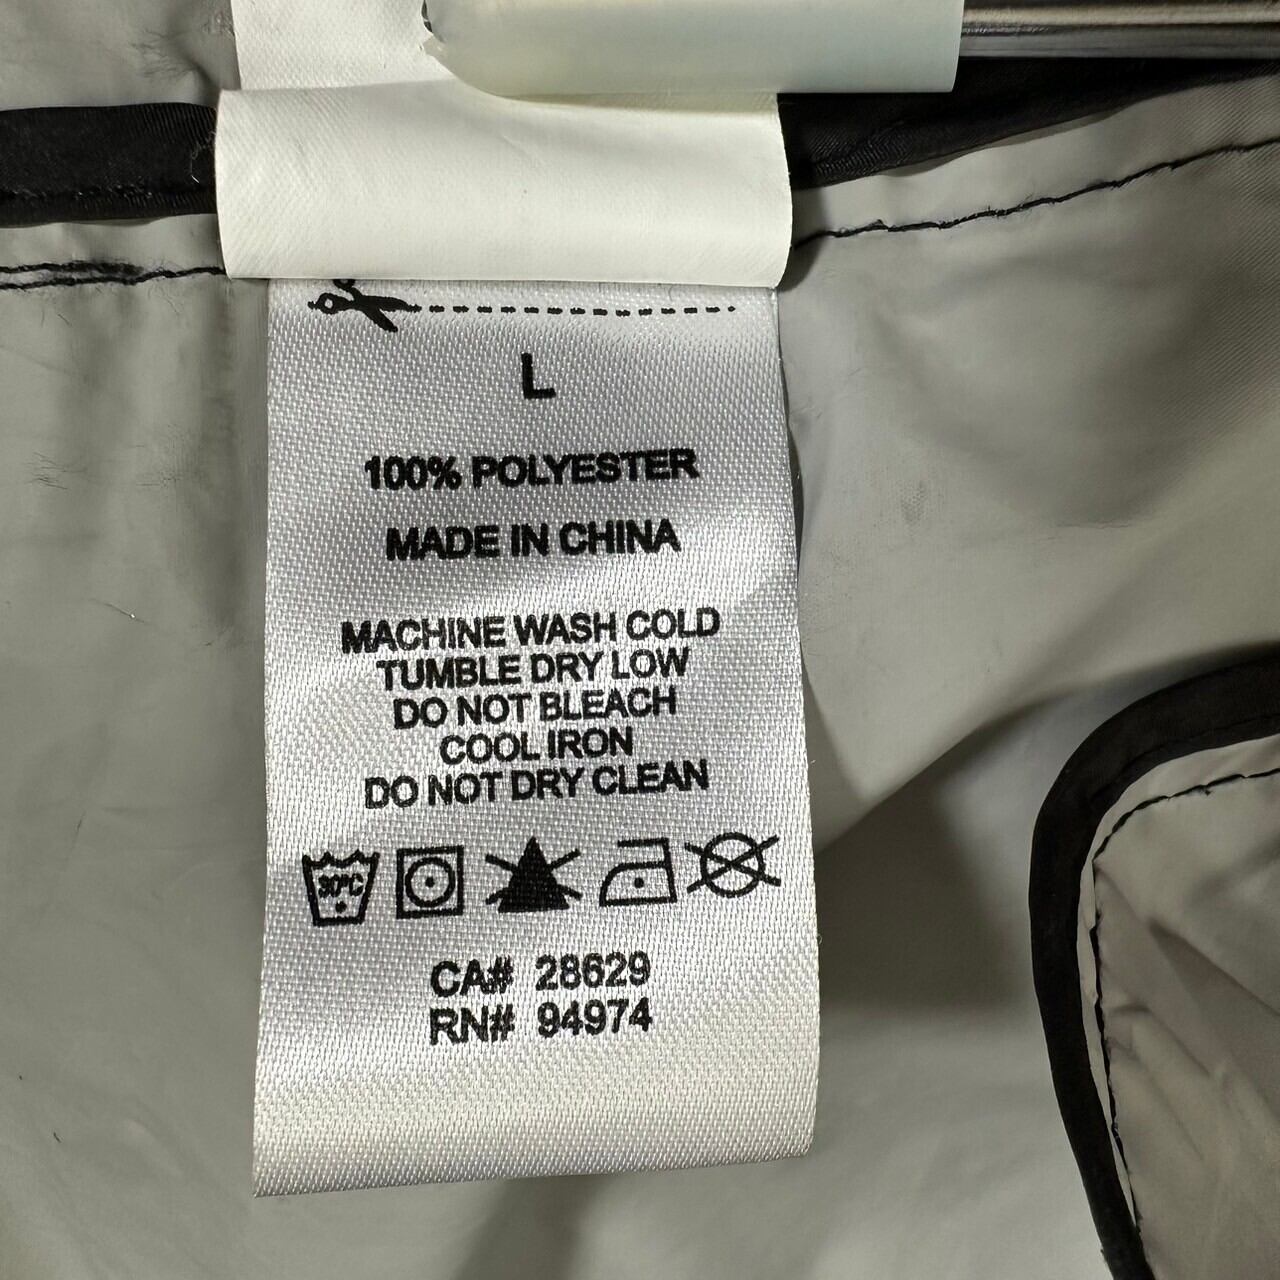 L
100% POLYESTER
MADE IN CHINA
MACHINE WASH COLD
TUMBLE DRY LOW
DO NOT BLEACH
COOL IRON
DO NOT DRY CLEAN
30°C
CA# 28629
RN# 94974